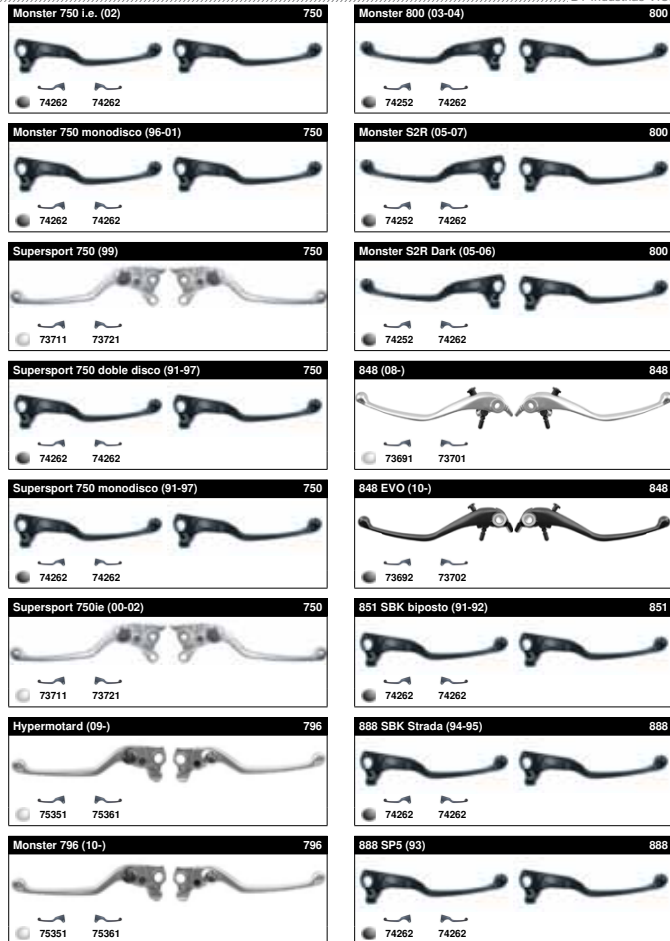 Monster 750 i.e. (02) 750
74262 74262
Monster 750 monodisco (96-01) 750
74262 74262
Supersport 750 (99) 750
73711 73721
Supersport 750 doble disco (91-97) 750
74262 74262
Supersport 750 monodisco (91-97) 750
74262 74262
Supersport 750ie (00-02) 750
73711 73721
Hypermotard (09-) 796
75351 75361
Monster 796 (10-) 796
75351 75361
Monster 800 (03-04) 800
74252 74262
Monster S2R (05-07) 800
74252 74262
Monster S2R Dark (05-06) 800
74252 74262
848 (08-) 848
73691 73701
848 EVO (10-) 848
73692 73702
851 SBK biposto (91-92) 851
74262 74262
888 SBK Strada (94-95) 888
74262 74262
888 SP5 (93) 888
74262 74262